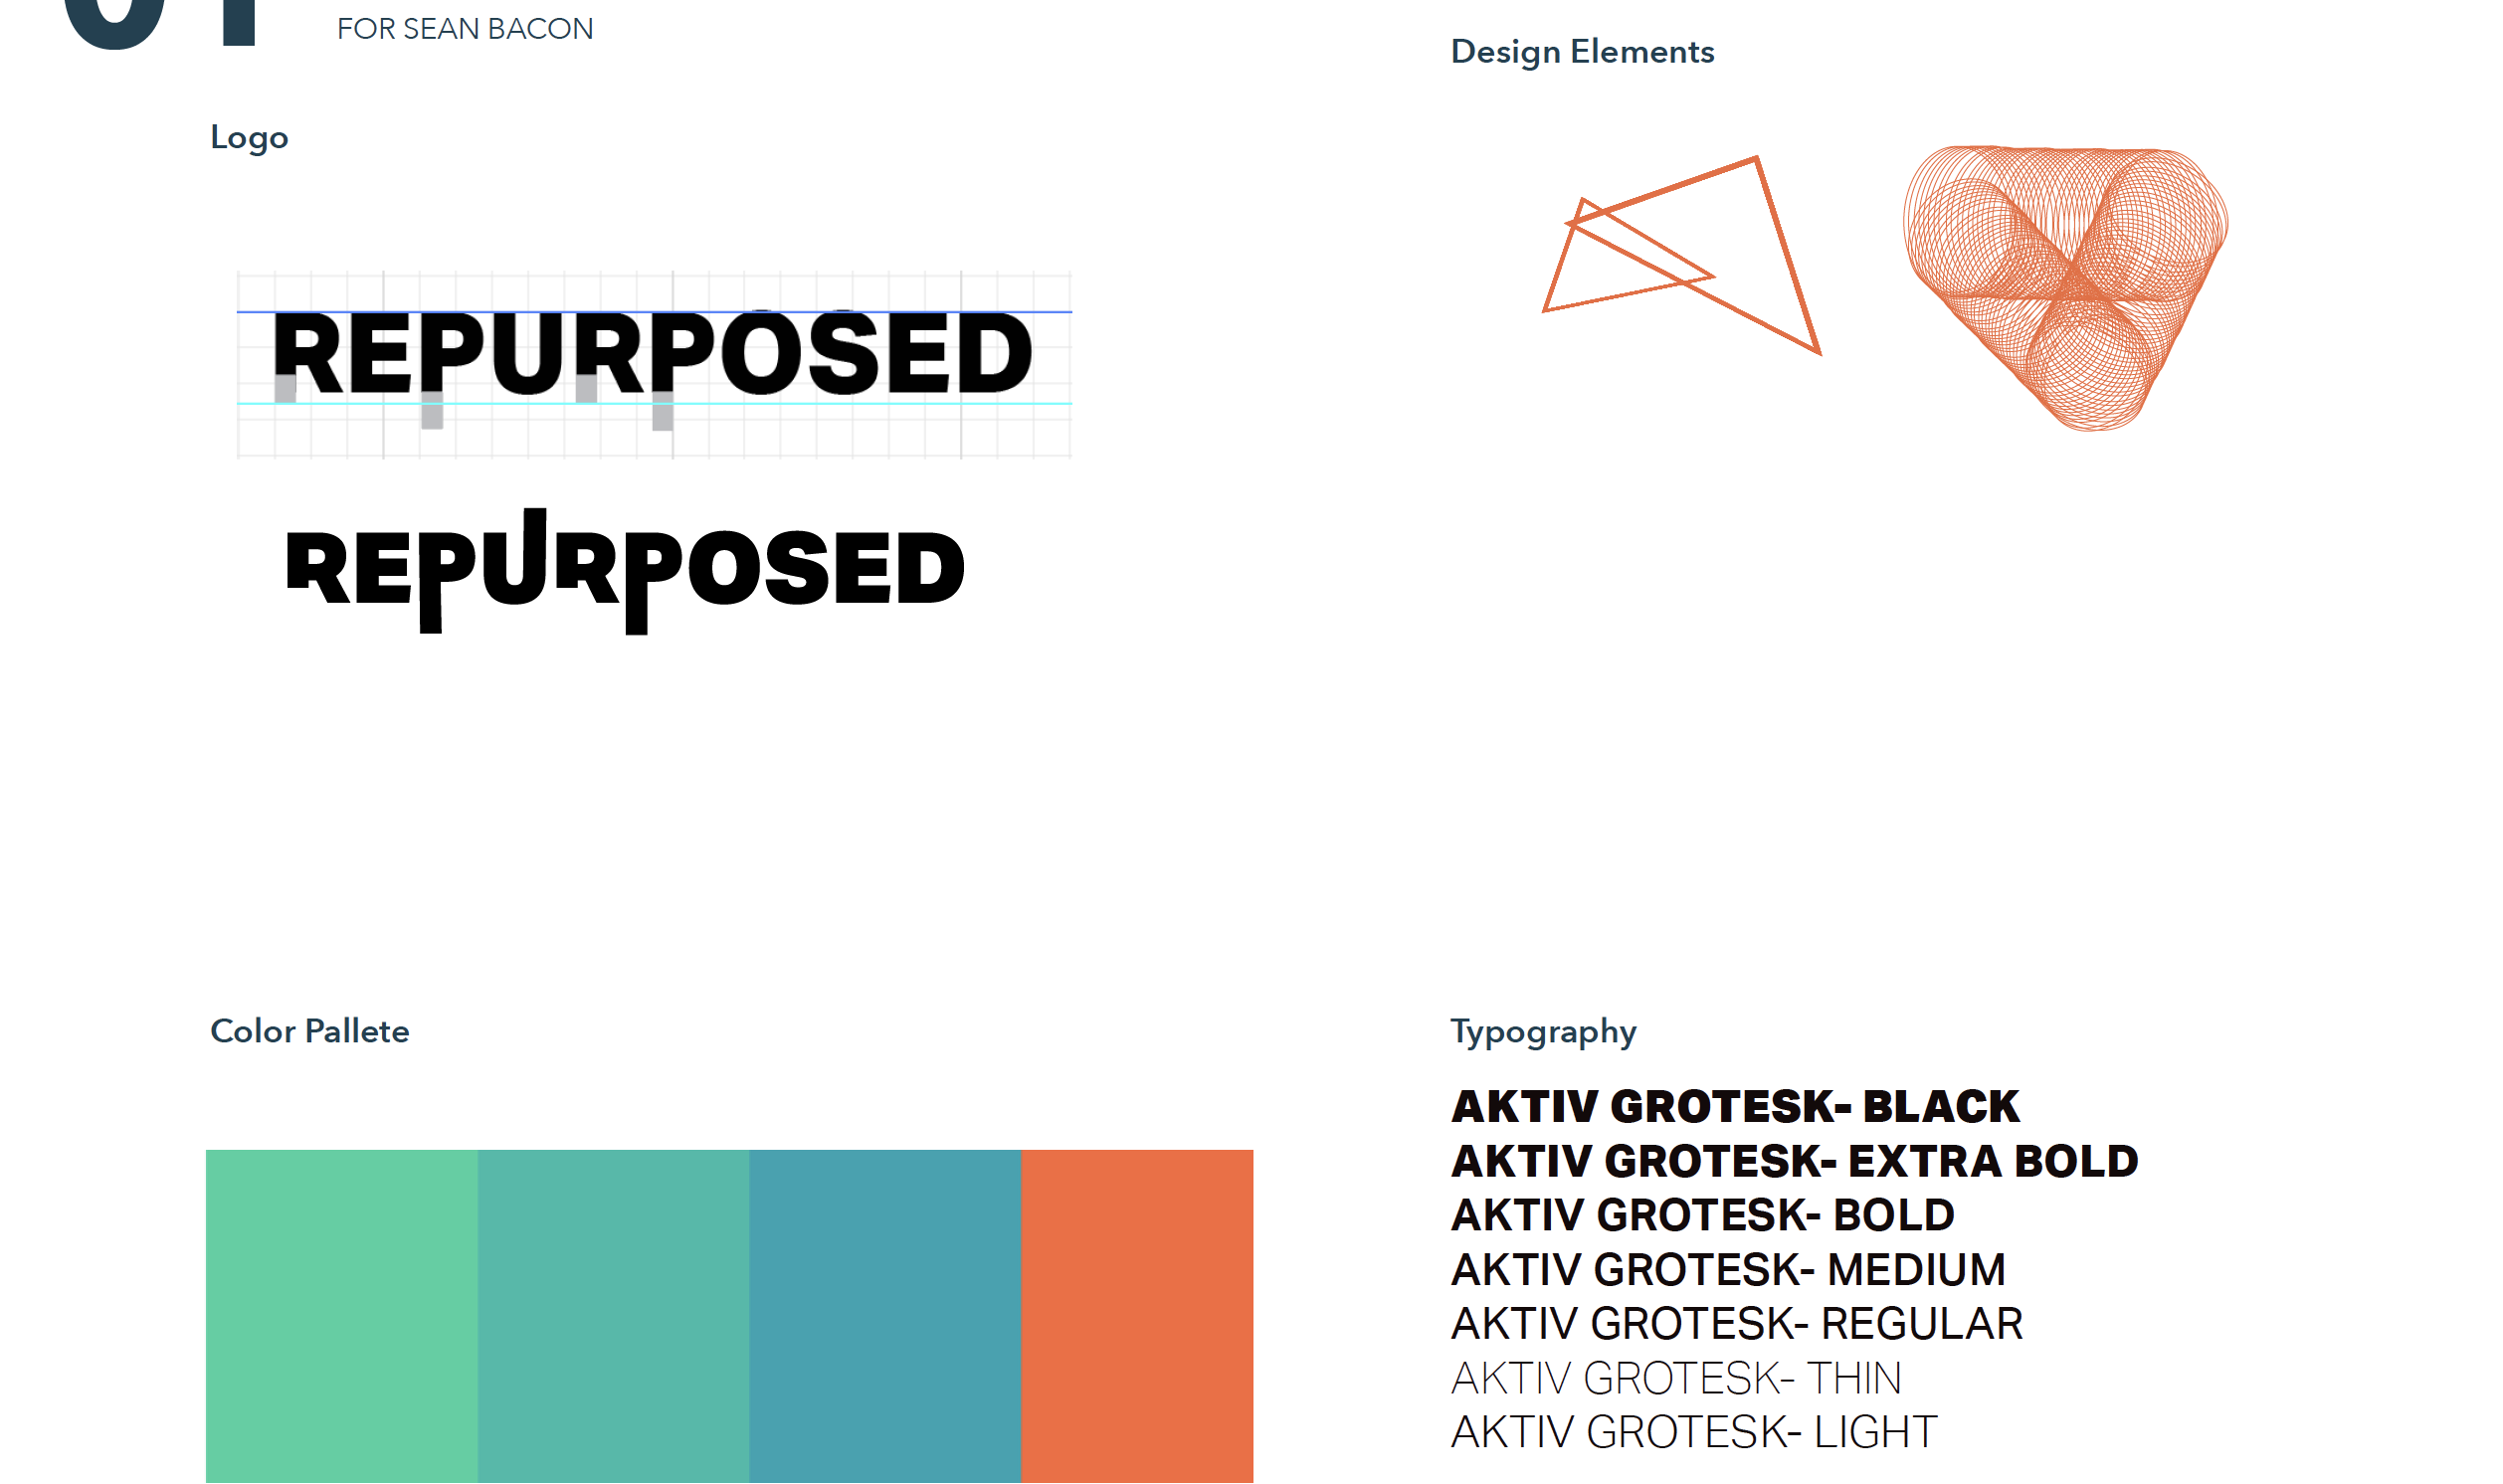 FOR SEAN BACON
Logo
REPURPOSED
REPURPOSED
Design Elements
Color Pallete
Typography
AKTIV GROTESK- BLACK
AKTIV GROTESK- EXTRA BOLD
AKTIV GROTESK- BOLD
AKTIV GROTESK- MEDIUM
AKTIV GROTESK- REGULAR
AKTIV GROTESK- THIN
AKTIV GROTESK- LIGHT